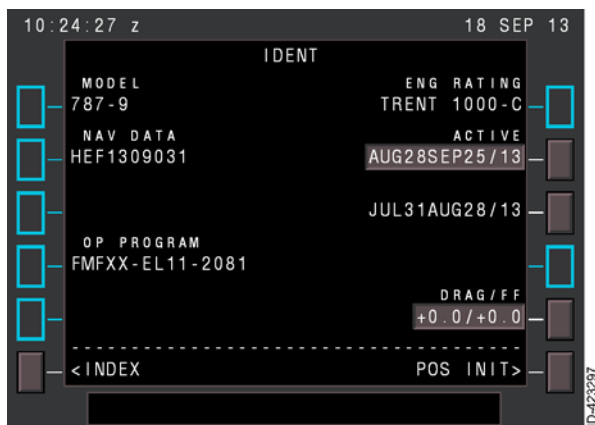 10:24:27 z 18 SEP 13
IDENT
MODEL ENG RATING
787-9 TRENT 1000-C
NAV DATA ACTIVE
HEF1309031 AUG28SEP25/13
JUL31AUG28/13
OP PROGRAM
FMFXX-EL11-2081
DRAG/FF
+0.0/+0.0
<INDEX POS INIT>
D-423297